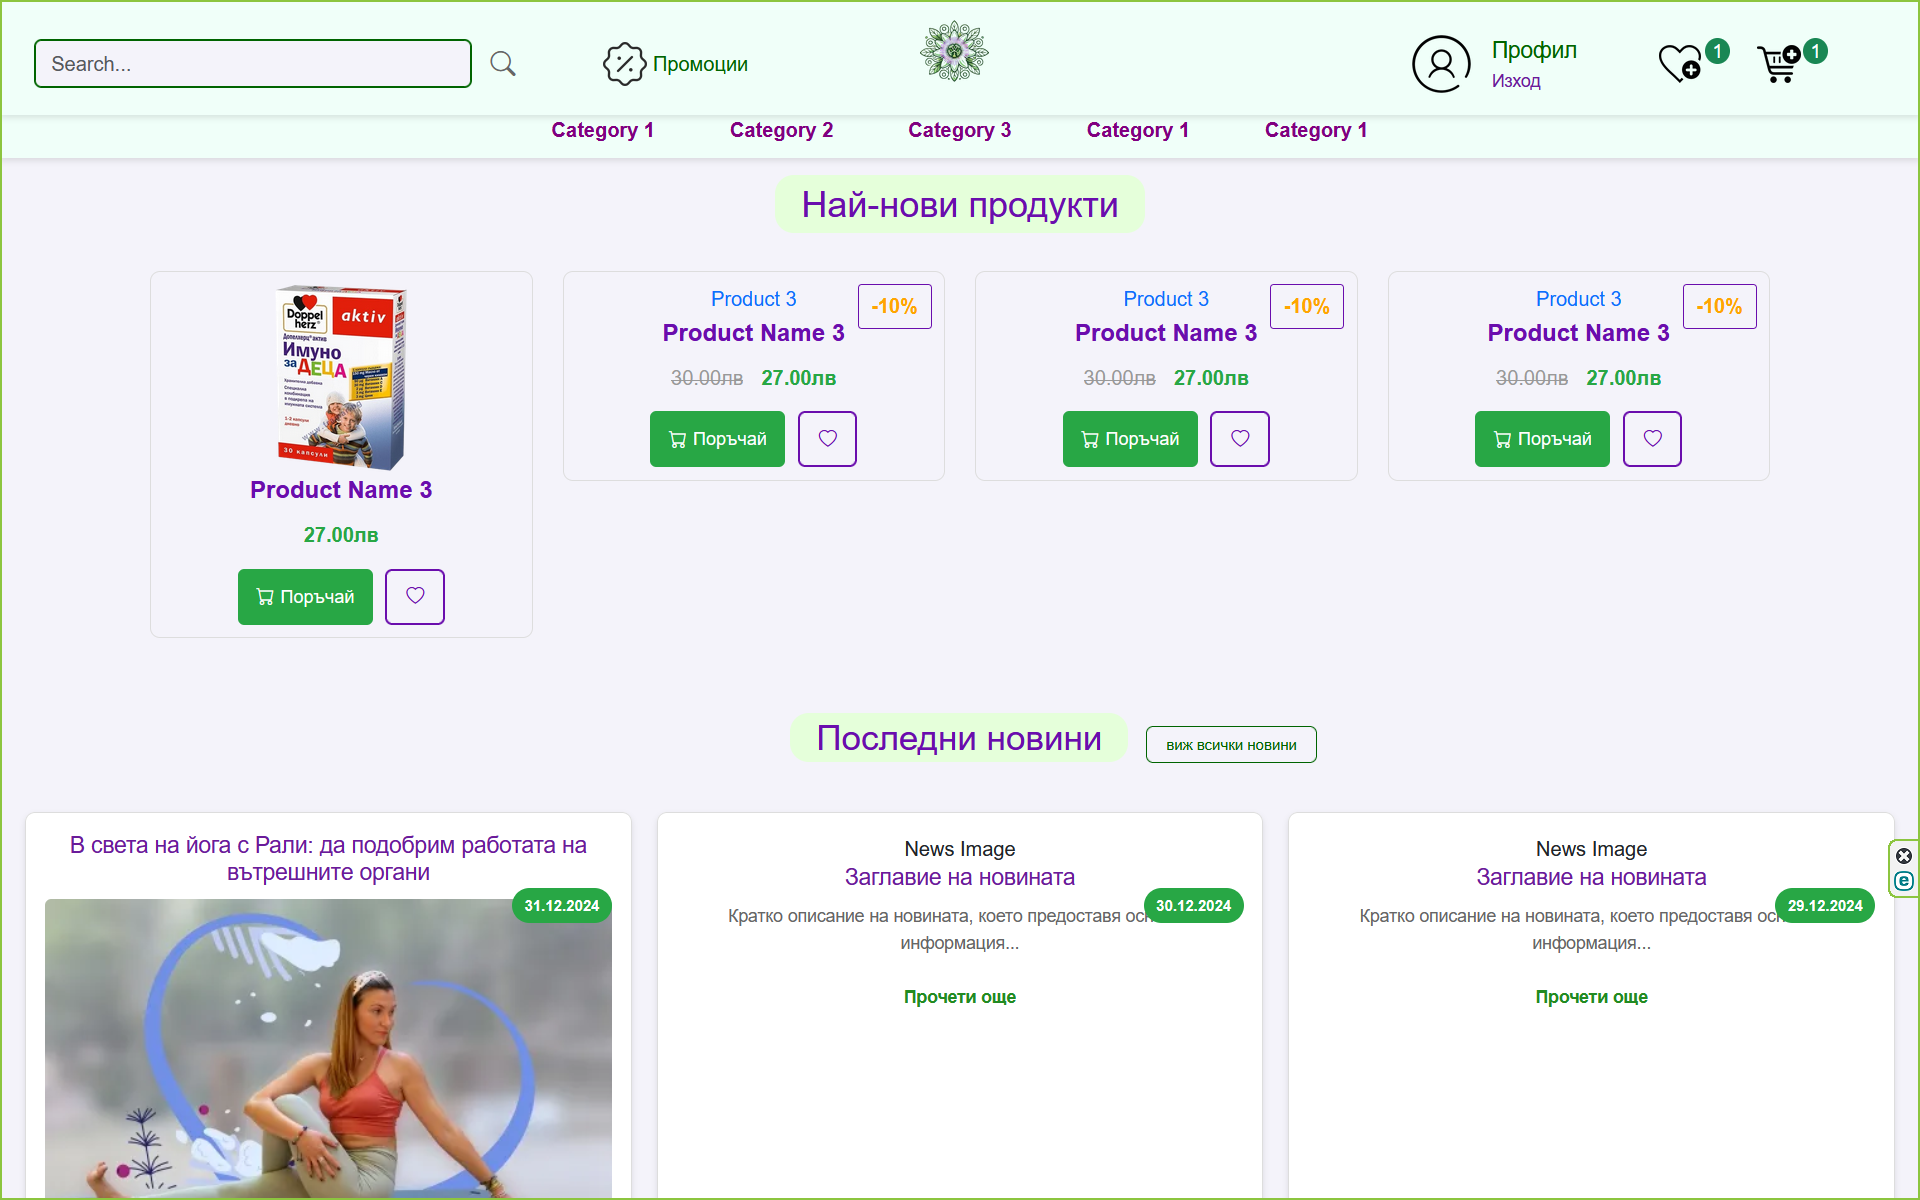 Search...
Промоции
Профил
Изход
1
1
Category 1
Category 2
Category 3
Category 1
Category 1
Най-нови продукти
Doppel
herz®
aktiv
Имуно
за ДЕЦА
30 капсули
Product Name 3
27.00лв
Поръчай
Product 3
-10%
Product Name 3
30.00лв 27.00лв
Поръчай
Product 3
-10%
Product Name 3
30.00лв 27.00лв
Поръчай
Product 3
-10%
Product Name 3
30.00лв 27.00лв
Поръчай
Последни новини
виж всички новини
В света на йога с Рали: да подобрим работата на
вътрешните органи
31.12.2024
News Image
Заглавие на новината
30.12.2024
Кратко описание на новината, което предоставя осн
информация...
Прочети още
News Image
Заглавие на новината
29.12.2024
Кратко описание на новината, което предоставя осн
информация...
Прочети още